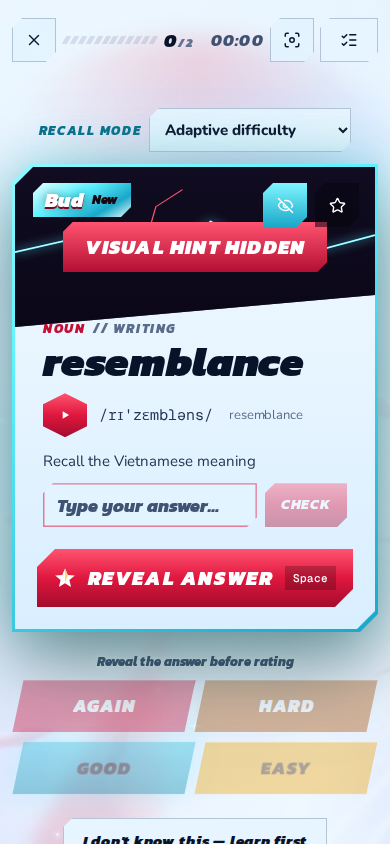 0/2 00:00
RECALL MODE Adaptive difficulty
Bud New
VISUAL HINT HIDDEN
NOUN // WRITING
resemblance
/rɪˈzɛmbləns/ resemblance
Recall the Vietnamese meaning
Type your answer... CHECK
REVEAL ANSWER Space
Reveal the answer before rating
AGAIN HARD
GOOD EASY
I don't know this — learn first